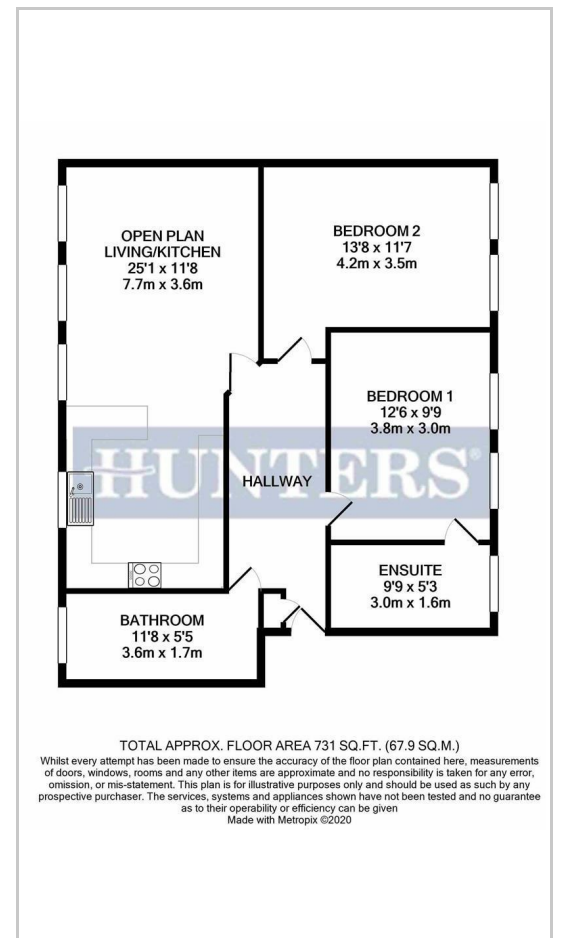 OPEN PLAN
LIVING/KITCHEN
25'1 x 11'8
7.7m x 3.6m
BEDROOM 2
13'8 x 11'7
4.2m x 3.5m
BEDROOM 1
12'6 x 9'9
3.8m x 3.0m
HUNTERS®
HALLWAY
ENSUITE
9'9 x 5'3
3.0m x 1.6m
BATHROOM
11'8 x 5'5
3.6m x 1.7m
TOTAL APPROX. FLOOR AREA 731 SQ.FT. (67.9 SQ.M.)
Whilst every attempt has been made to ensure the accuracy of the floor plan contained here, measurements
of doors, windows, rooms and any other items are approximate and no responsibility is taken for any error,
omission, or mis-statement. This plan is for illustrative purposes only and should be used as such by any
prospective purchaser. The services, systems and appliances shown have not been tested and no guarantee
as to their operability or efficiency can be given
Made with Metropix ©2020